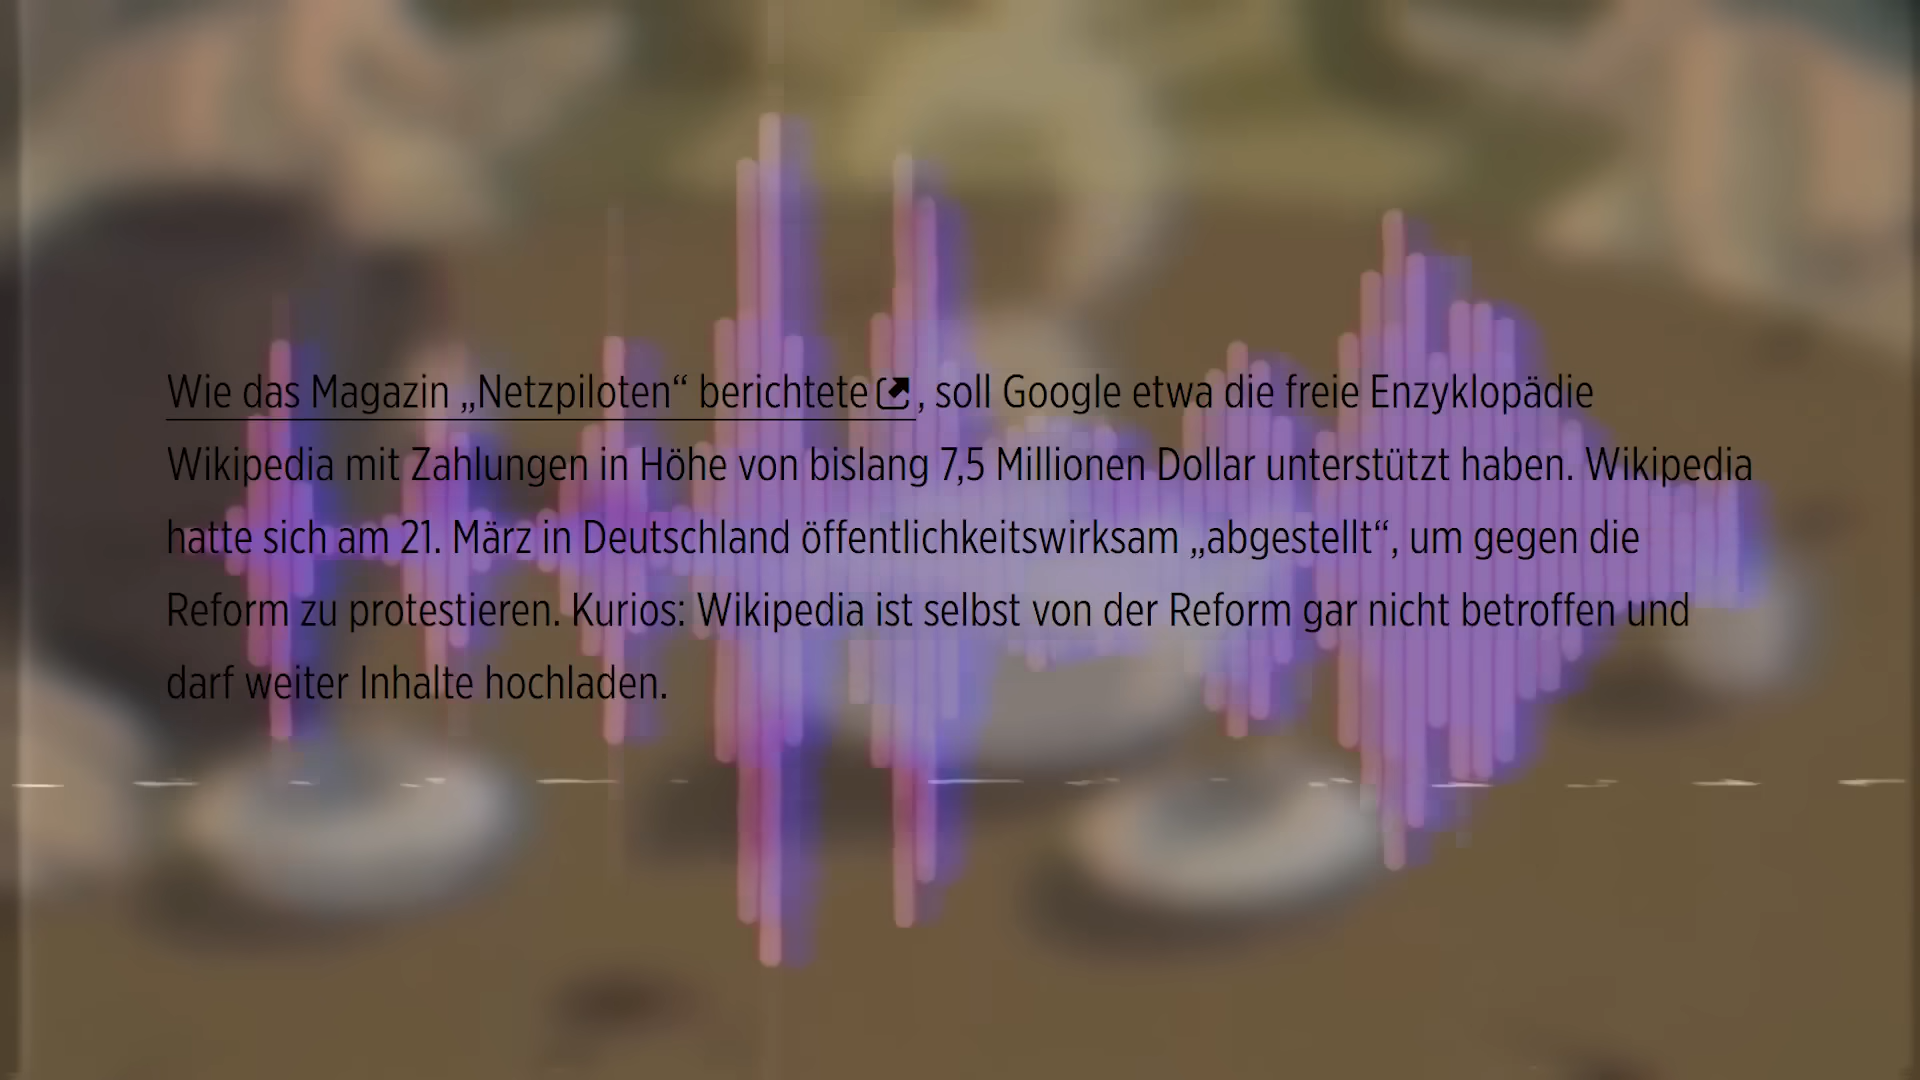 Wie das Magazin „Netzpiloten“ berichtete, soll Google etwa die freie Enzyklopädie
Wikipedia mit Zahlungen in Höhe von bislang 7,5 Millionen Dollar unterstützt haben. Wikipedia
hatte sich am 21. März in Deutschland öffentlichkeitswirksam „abgestellt“, um gegen die
Reform zu protestieren. Kurios: Wikipedia ist selbst von der Reform gar nicht betroffen und
darf weiter Inhalte hochladen.